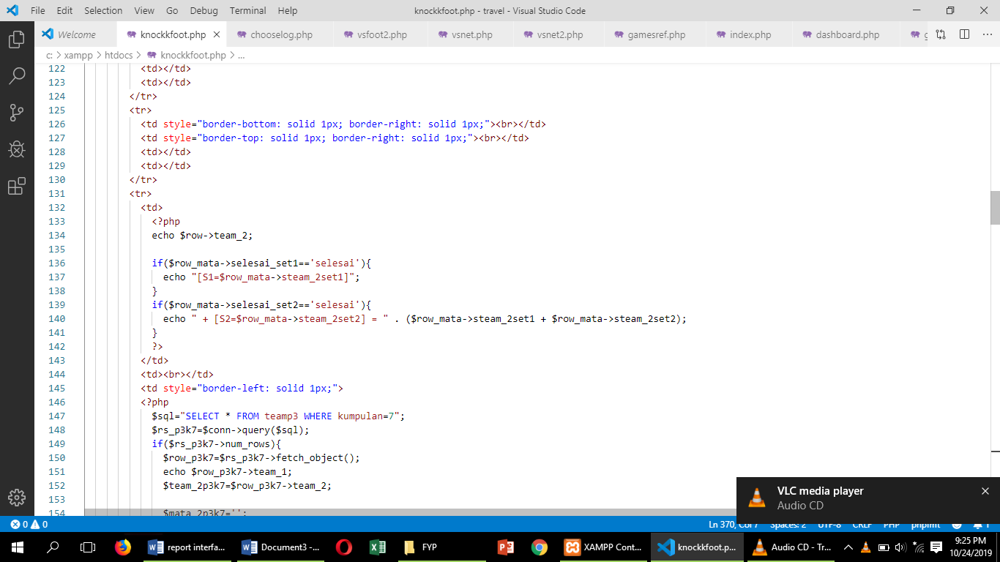 File Edit Selection View Go Debug Terminal Help knockkfoot.php - travel - Visual Studio Code
Welcome knockkfoot.php chooselog.php vsfoot2.php vsnet.php vsnet2.php gamesref.php index.php dashboard.php
c: > xampp > htdocs > knockkfoot.php > ...
122 <td></td>
123 <td></td>
124 </tr>
125 <tr>
126 <td style="border-bottom: solid 1px; border-right: solid 1px;"><br></td>
127 <td style="border-top: solid 1px; border-right: solid 1px;"><br></td>
128 <td></td>
129 <td></td>
130 </tr>
131 <tr>
132 <td>
133 <?php
134 echo $row->team_2;
135
136 if($row_mata->selesai_set1=='selesai'){
137 echo "[S1=$row_mata->steam_2set1]";
138 }
139 if($row_mata->selesai_set2=='selesai'){
140 echo " + [S2=$row_mata->steam_2set2] = " . ($row_mata->steam_2set1 + $row_mata->steam_2set2);
141 }
142 ?>
143 </td>
144 <td><br></td>
145 <td style="border-left: solid 1px;">
146 <?php
147 $sql="SELECT * FROM teamp3 WHERE kumpulan=7";
148 $rs_p3k7=$conn->query($sql);
149 if($rs_p3k7->num_rows){
150 $row_p3k7=$rs_p3k7->fetch_object();
151 echo $row_p3k7->team_1;
152 $team_2p3k7=$row_p3k7->team_2;
153
154 $mata_2p3k7='';
VLC media player
Audio CD
0 0 Ln 370, Col 7 Spaces: 2 UTF-8 CRLF PHP phpfmt 1
report interfa... Document3 -... FYP XAMPP Cont... knockkfoot.p... Audio CD - Tr...
9:25 PM
10/24/2019